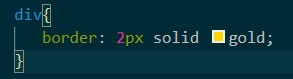 div{
border: 2px solid gold;
}